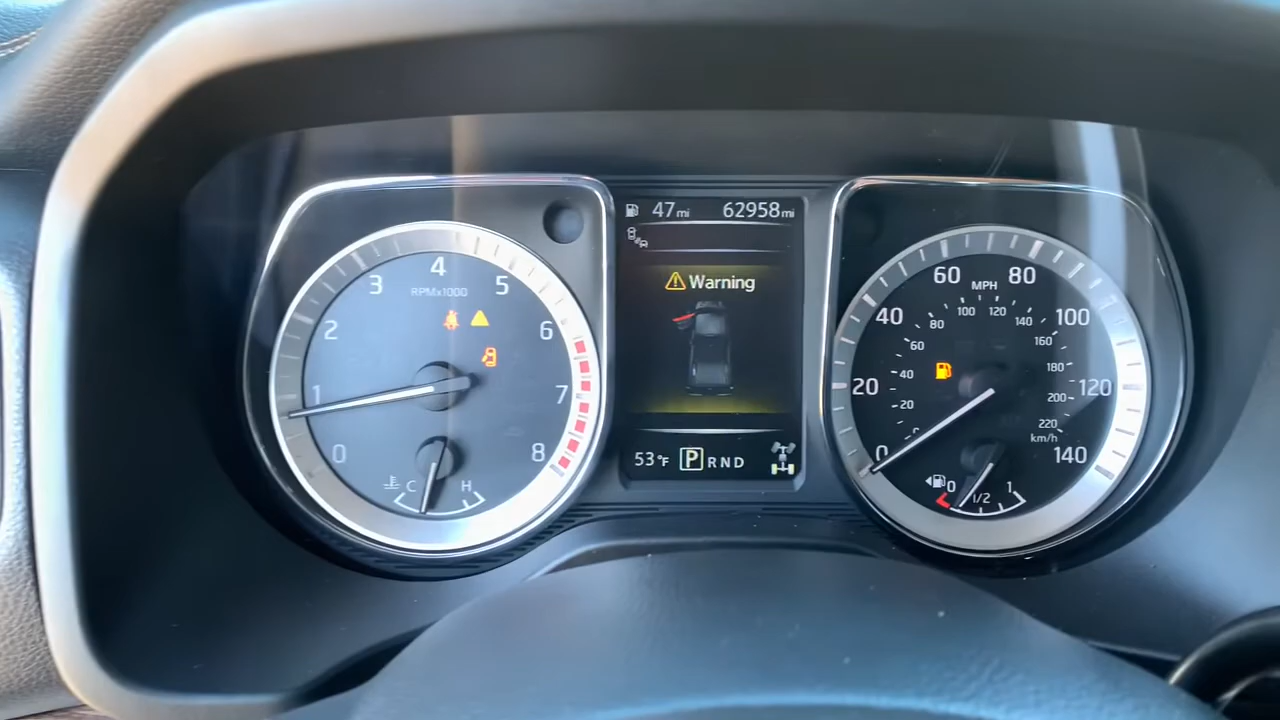 47 mi 62958 mi
Warning
53°F P R N D
0 1 2 3 4 5 6 7 8
RPMx1000
C H
0 20 40 60 80 100 120 140
MPH
0 20 40 60 80 100 120 140 160 180 200 220
km/h
0 1/2 1